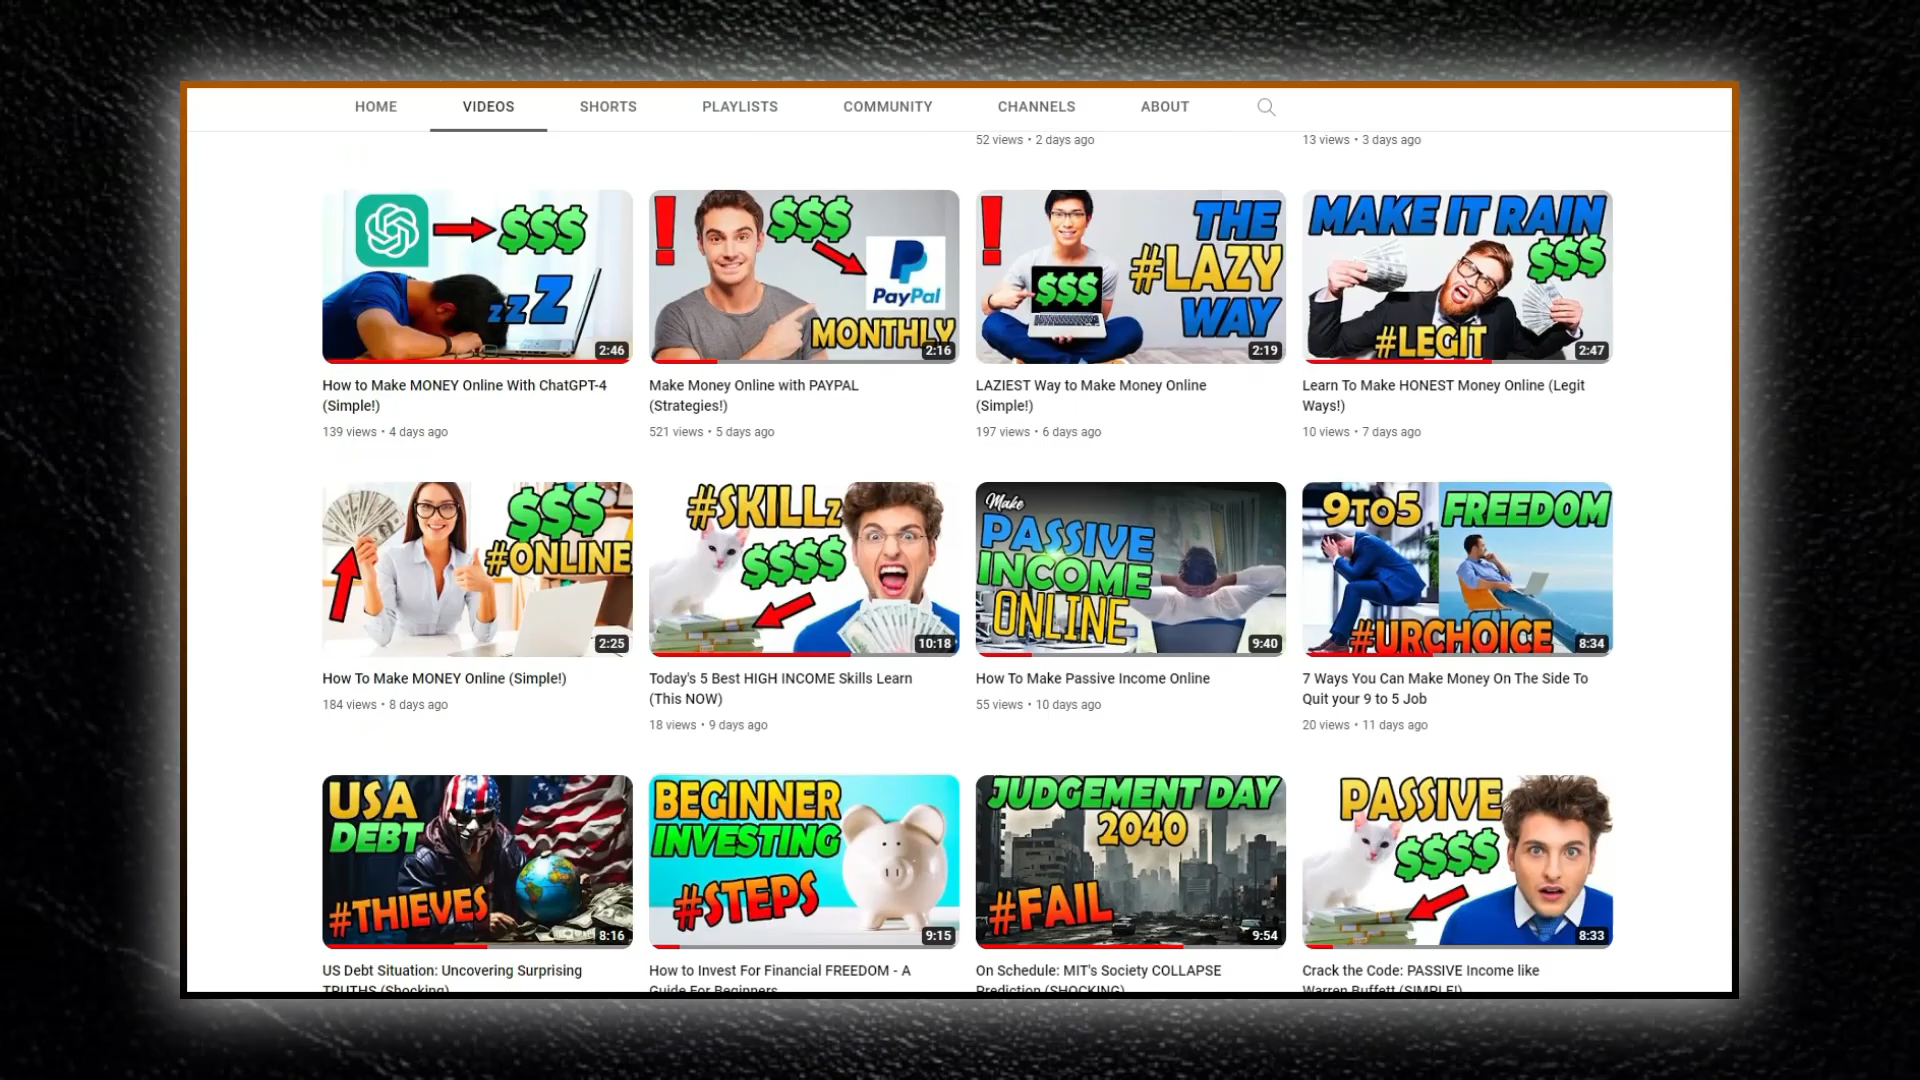 HOME VIDEOS SHORTS PLAYLISTS COMMUNITY CHANNELS ABOUT
52 views • 2 days ago
13 views • 3 days ago
$$$
zzZ
2:46
How to Make MONEY Online With ChatGPT-4
(Simple!)
139 views • 4 days ago
!
$$$
PayPal
MONTHLY
2:16
Make Money Online with PAYPAL
(Strategies!)
521 views • 5 days ago
!
THE
#LAZY
WAY
$$$
2:19
LAZIEST Way to Make Money Online
(Simple!)
197 views • 6 days ago
MAKE IT RAIN
$$$
#LEGIT
2:47
Learn To Make HONEST Money Online (Legit
Ways!)
10 views • 7 days ago
$$$
#ONLINE
2:25
How To Make MONEY Online (Simple!)
184 views • 8 days ago
#SKILLz
$$$$
10:18
Today's 5 Best HIGH INCOME Skills Learn
(This NOW)
18 views • 9 days ago
Make
PASSIVE
INCOME
ONLINE
9:40
How To Make Passive Income Online
55 views • 10 days ago
9TO5 FREEDOM
#URCHOICE
8:34
7 Ways You Can Make Money On The Side To
Quit your 9 to 5 Job
20 views • 11 days ago
USA
DEBT
#THIEVES
8:16
US Debt Situation: Uncovering Surprising
TRUTHS (Shocking)
BEGINNER
INVESTING
#STEPS
9:15
How to Invest For Financial FREEDOM - A
Guide For Beginners
JUDGEMENT DAY
2040
#FAIL
9:54
On Schedule: MIT's Society COLLAPSE
Prediction (SHOCKING)
PASSIVE
$$$$
8:33
Crack the Code: PASSIVE Income like
Warren Buffett (SIMPLE!)